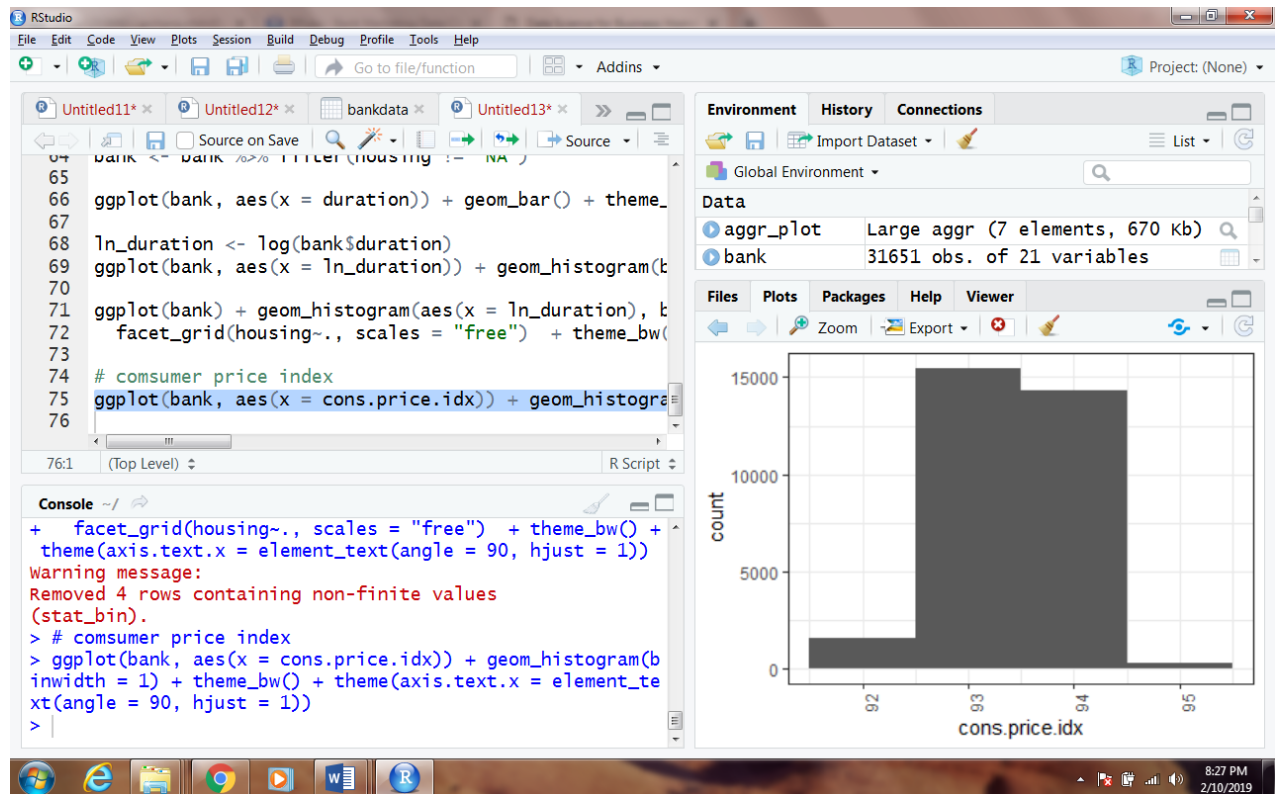 RStudio
File Edit Code View Plots Session Build Debug Profile Tools Help
Go to file/function Addins Project: (None)
Untitled11* Untitled12* bankdata Untitled13*
Source on Save Source
64 bank <- bank %>% filter(housing != "NA")
65
66 ggplot(bank, aes(x = duration)) + geom_bar() + theme_
67
68 ln_duration <- log(bank$duration)
69 ggplot(bank, aes(x = ln_duration)) + geom_histogram(b
70
71 ggplot(bank) + geom_histogram(aes(x = ln_duration), b
72 facet_grid(housing~., scales = "free") + theme_bw(
73
74 # comsumer price index
75 ggplot(bank, aes(x = cons.price.idx)) + geom_histogra
76
76:1 (Top Level) R Script
Console ~/
+ facet_grid(housing~., scales = "free") + theme_bw() +
theme(axis.text.x = element_text(angle = 90, hjust = 1))
Warning message:
Removed 4 rows containing non-finite values
(stat_bin).
> # comsumer price index
> ggplot(bank, aes(x = cons.price.idx)) + geom_histogram(b
inwidth = 1) + theme_bw() + theme(axis.text.x = element_te
xt(angle = 90, hjust = 1))
>
Environment History Connections
Import Dataset List
Global Environment
Data
aggr_plot Large aggr (7 elements, 670 Kb)
bank 31651 obs. of 21 variables
Files Plots Packages Help Viewer
Zoom Export
15000
10000
5000
0
count
92 93 94 95
cons.price.idx
8:27 PM
2/10/2019